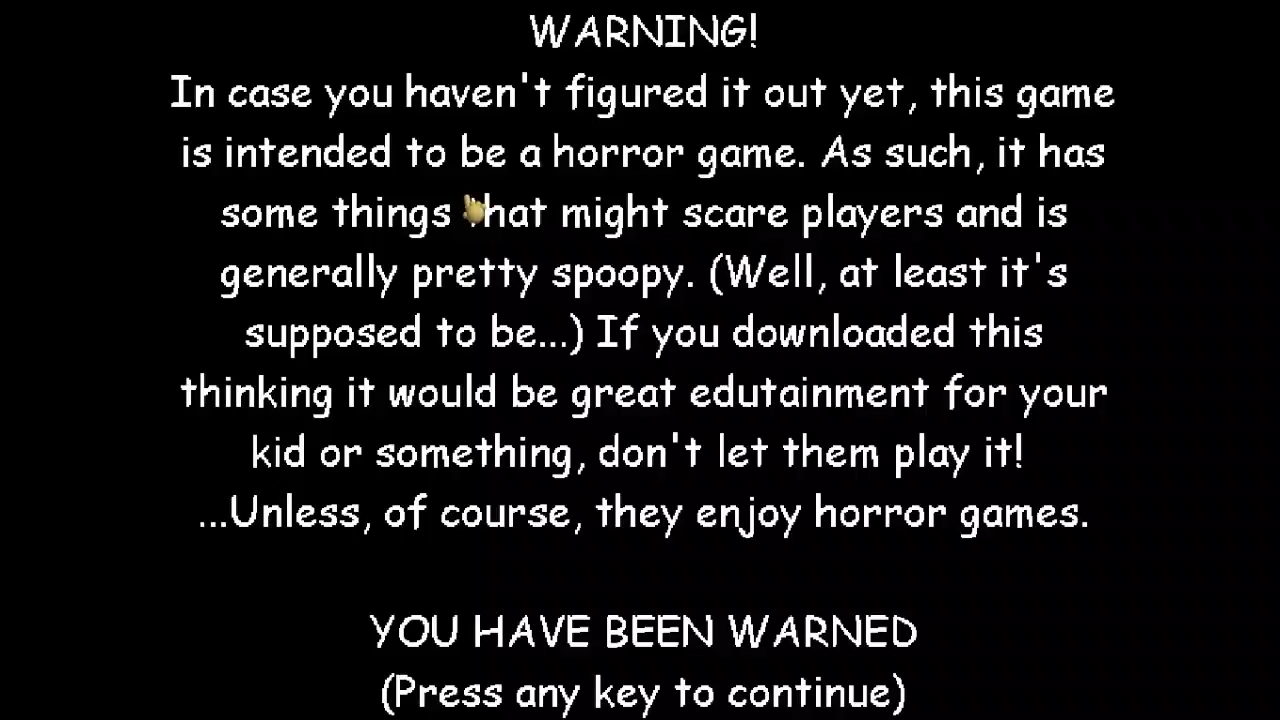 WARNING!
In case you haven't figured it out yet, this game
is intended to be a horror game. As such, it has
some things that might scare players and is
generally pretty spoopy. (Well, at least it's
supposed to be...) If you downloaded this
thinking it would be great edutainment for your
kid or something, don't let them play it!
...Unless, of course, they enjoy horror games.
YOU HAVE BEEN WARNED
(Press any key to continue)